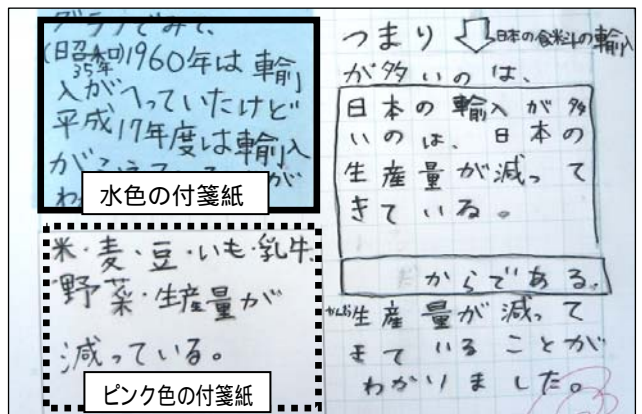 グラフでみて、
(日昭和)1960年は輸
35年
入がへっていたけど
平成17年度は輸入
が
わ
が
水色の付箋紙
米・麦・豆・いも・乳牛、
野菜・生産量が
減っている。
ピンク色の付箋紙
つまり 日本の食料の輸入
が多いのは、
日本の輸入が多
いのは、日本の
生産量が減って
きている。
からである。
生産量が減って
きていることが
わかりました。